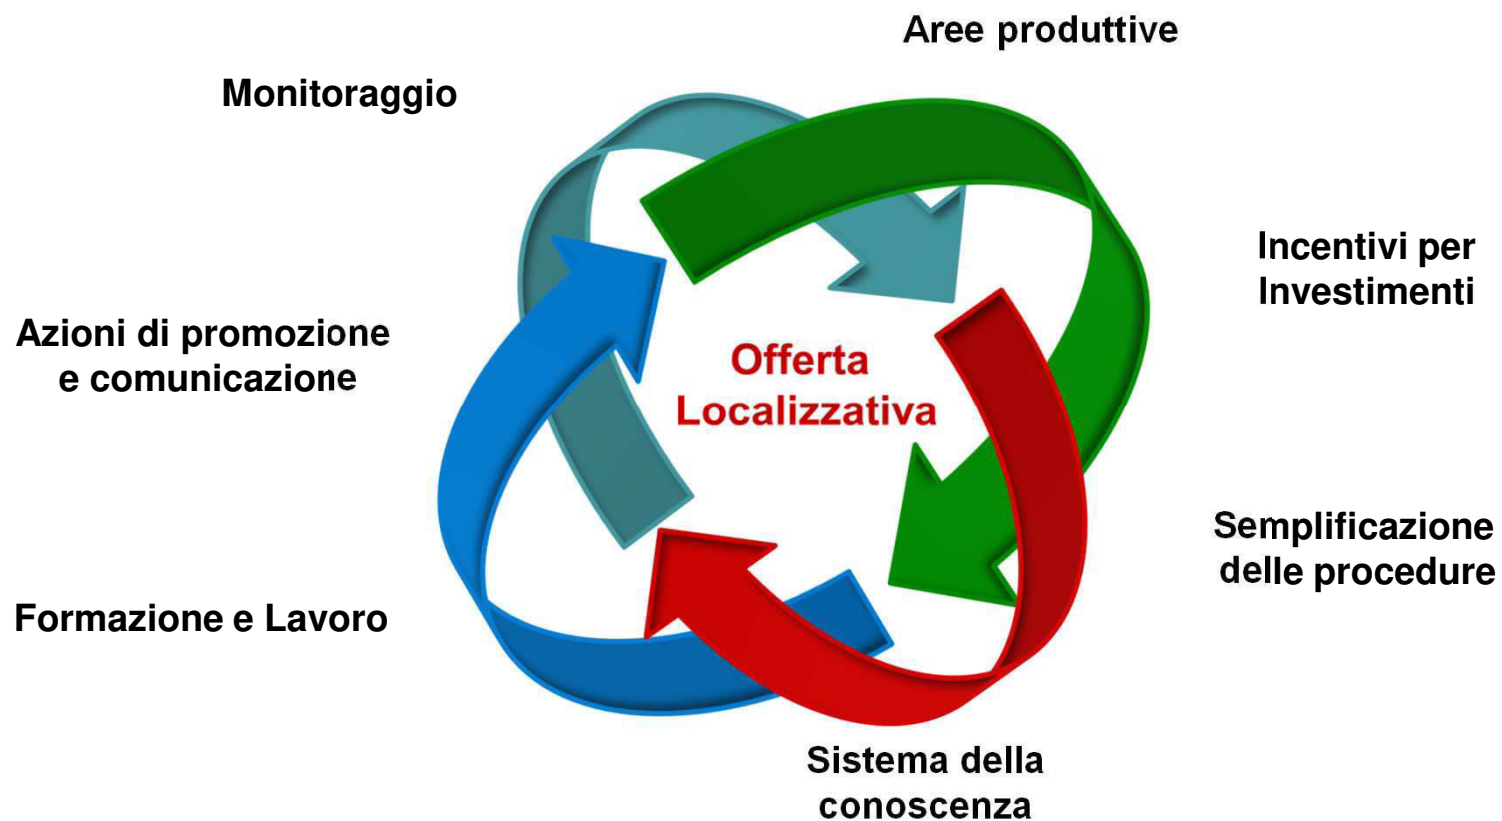 Aree produttive
Monitoraggio
Incentivi per
Investimenti
Azioni di promozione
e comunicazione
Offerta
Localizzativa
Semplificazione
delle procedure
Formazione e Lavoro
Sistema della
conoscenza